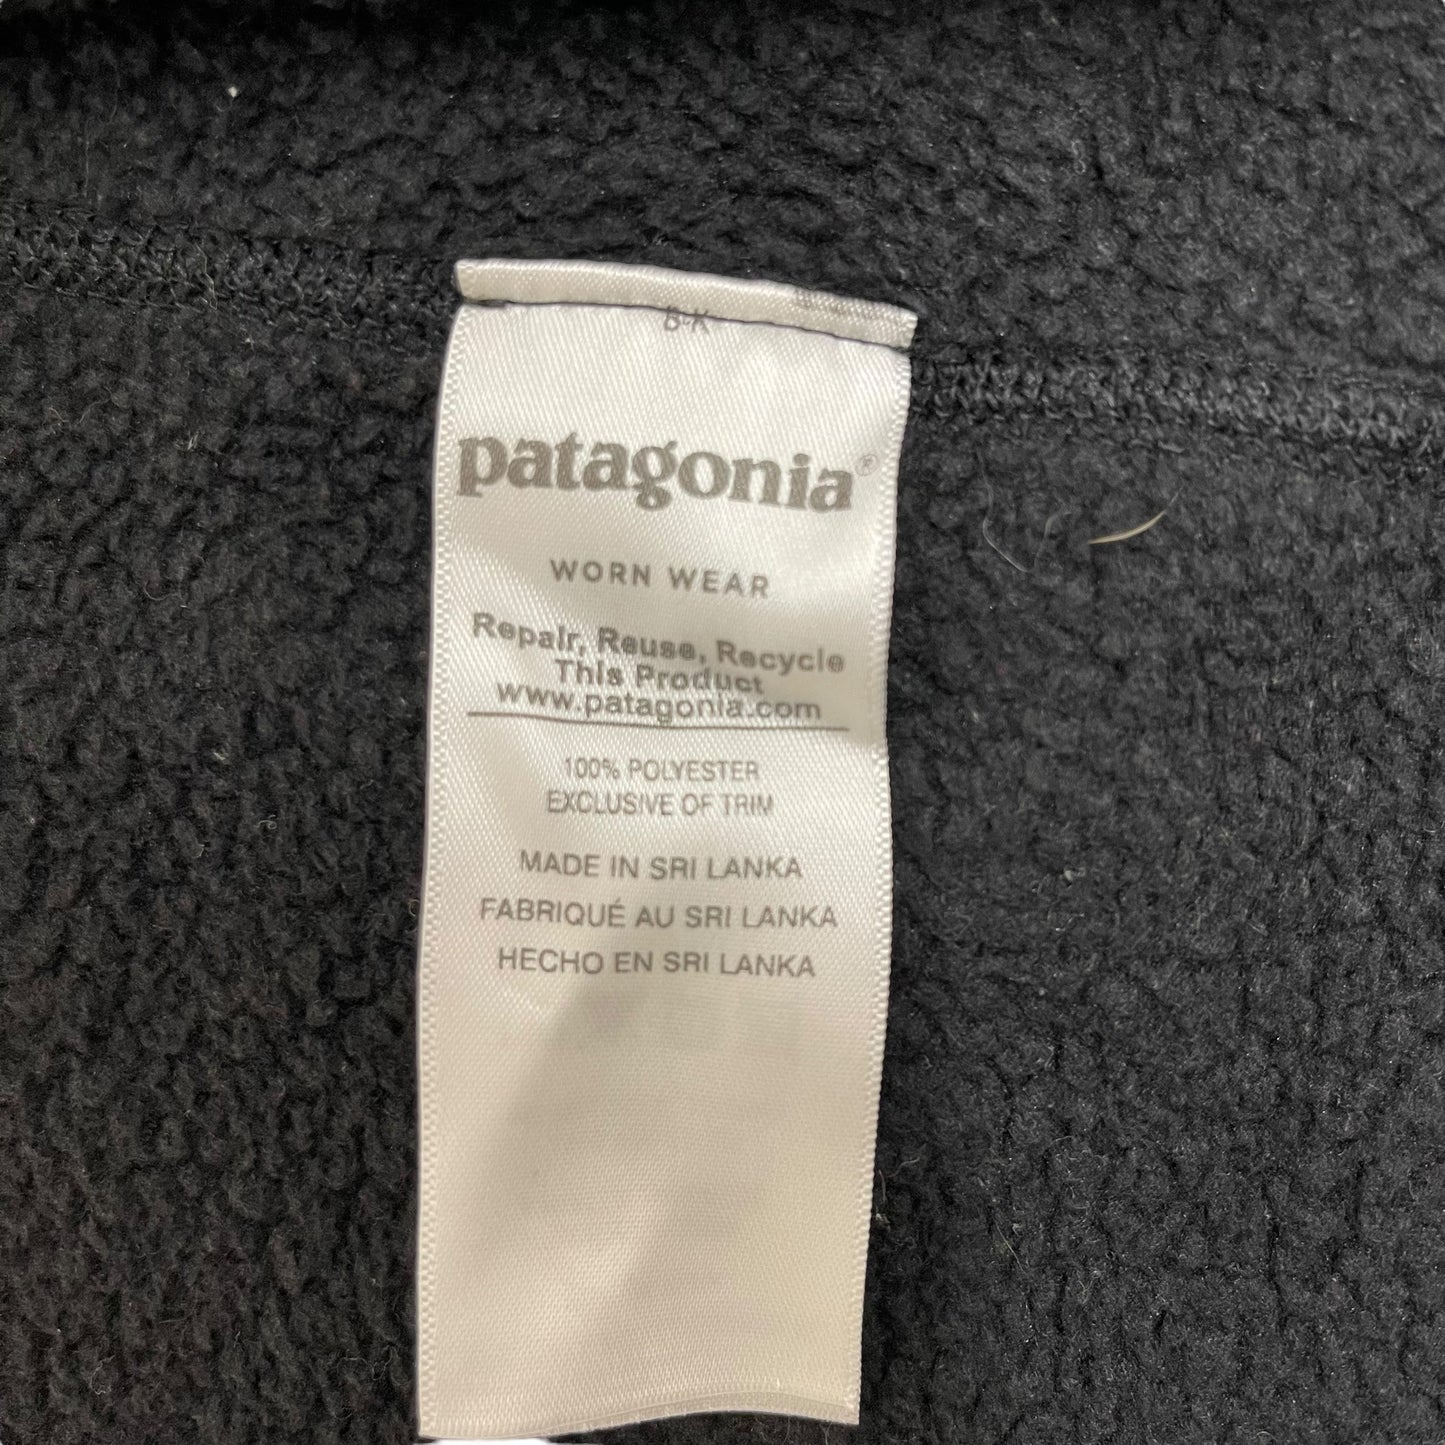 patagonia®
WORN WEAR
Repair, Reuse, Recycle
This Product
www.patagonia.com
100% POLYESTER
EXCLUSIVE OF TRIM
MADE IN SRI LANKA
FABRIQUÉ AU SRI LANKA
HECHO EN SRI LANKA